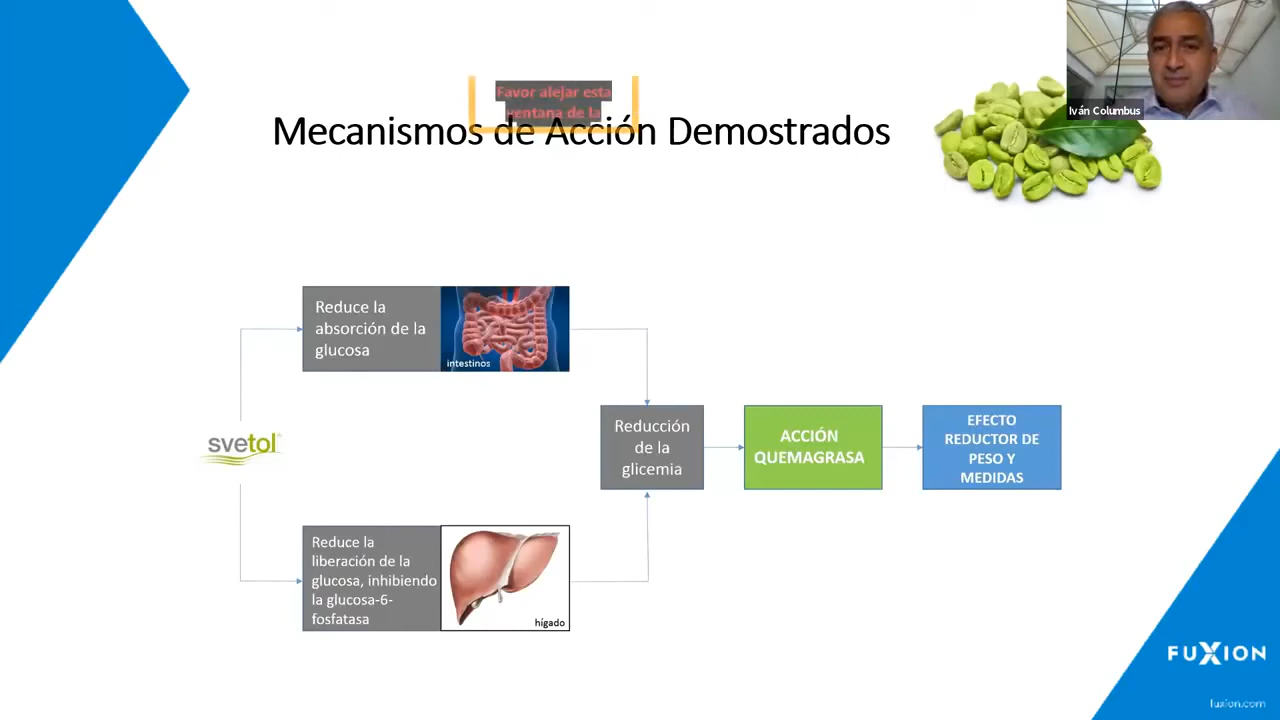 Favor alejar esta
ventana de la
Mecanismos de Acción Demostrados
Iván Columbus
Reduce la
absorción de la
glucosa
intestinos
svetol
Reducción
de la
glicemia
ACCIÓN
QUEMAGRASA
EFECTO
REDUCTOR DE
PESO Y
MEDIDAS
Reduce la
liberación de la
glucosa, inhibiendo
la glucosa-6-
fosfatasa
hígado
FUXION
fuxion.com